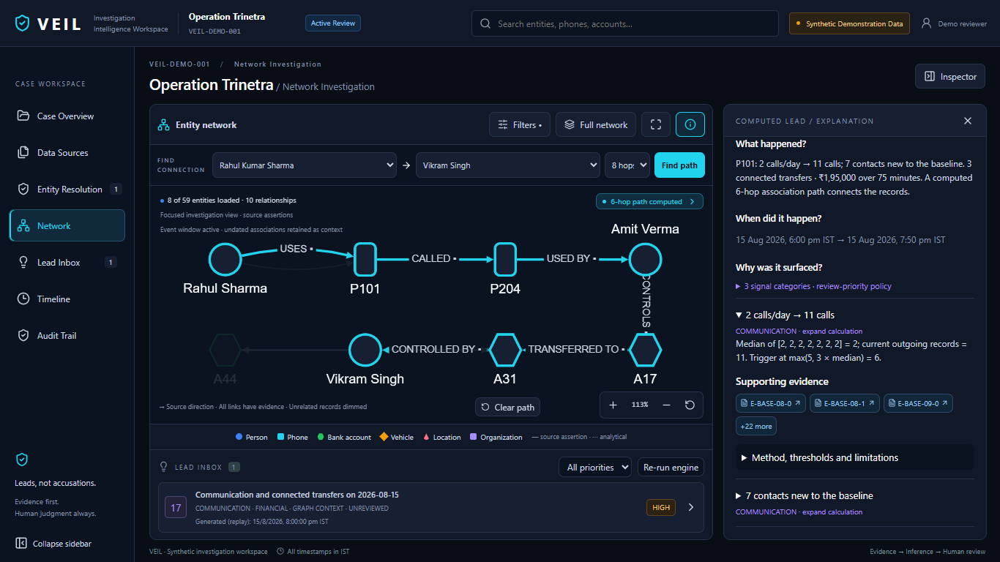 VEIL
Investigation
Intelligence Workspace
Operation Trinetra
VEIL-DEMO-001
Active Review
Search entities, phones, accounts...
Synthetic Demonstration Data
Demo reviewer
CASE WORKSPACE
Case Overview
Data Sources
Entity Resolution 1
Network
Lead Inbox 1
Timeline
Audit Trail
Leads, not accusations.
Evidence first.
Human judgment always.
Collapse sidebar
VEIL-DEMO-001 / Network Investigation
Operation Trinetra / Network Investigation
Inspector
Entity network
Filters •
Full network
FIND
CONNECTION
Rahul Kumar Sharma
→
Vikram Singh
8 hops
Find path
8 of 59 entities loaded · 10 relationships
Focused investigation view · source assertions
Event window active · undated associations retained as context
6-hop path computed
Amit Verma
USES
CALLED
USED BY
Rahul Sharma
P101
P204
CONTROLS
CONTROLLED BY
TRANSFERRED TO
A44
Vikram Singh
A31
A17
→ Source direction · All links have evidence · Unrelated records dimmed
Clear path
+ 113% −
Person
Phone
Bank account
Vehicle
Location
Organization
— source assertion · ··· analytical
LEAD INBOX 1
All priorities
Re-run engine
17
Communication and connected transfers on 2026-08-15
COMMUNICATION · FINANCIAL · GRAPH CONTEXT · UNREVIEWED
Generated (replay): 15/8/2026, 8:00:00 pm IST
HIGH
COMPUTED LEAD / EXPLANATION
What happened?
P101: 2 calls/day → 11 calls; 7 contacts new to the baseline. 3
connected transfers · ₹1,95,000 over 75 minutes. A computed
6-hop association path connects the records.
When did it happen?
15 Aug 2026, 6:00 pm IST → 15 Aug 2026, 7:50 pm IST
Why was it surfaced?
3 signal categories · review-priority policy
2 calls/day → 11 calls
COMMUNICATION · expand calculation
Median of [2, 2, 2, 2, 2, 2, 2] = 2; current outgoing records =
11. Trigger at max(5, 3 × median) = 6.
Supporting evidence
E-BASE-08-0 ↗
E-BASE-08-1 ↗
E-BASE-09-0 ↗
+22 more
Method, thresholds and limitations
7 contacts new to the baseline
COMMUNICATION · expand calculation
VEIL · Synthetic investigation workspace
All timestamps in IST
Evidence → Inference → Human review